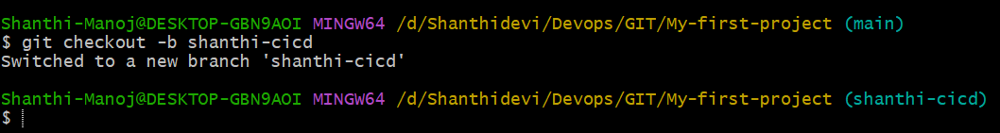 Shanthi-Manoj@DESKTOP-GBN9AOI MINGW64 /d/Shanthidevi/Devops/GIT/My-first-project (main)
$ git checkout -b shanthi-cicd
Switched to a new branch 'shanthi-cicd'
Shanthi-Manoj@DESKTOP-GBN9AOI MINGW64 /d/Shanthidevi/Devops/GIT/My-first-project (shanthi-cicd)
$